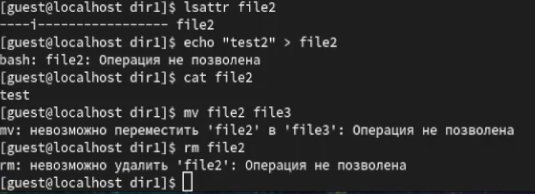 [guest@localhost dir1]$ lsattr file2
----i----------------- file2
[guest@localhost dir1]$ echo "test2" > file2
bash: file2: Операция не позволена
[guest@localhost dir1]$ cat file2
test
[guest@localhost dir1]$ mv file2 file3
mv: невозможно переместить 'file2' в 'file3': Операция не позволена
[guest@localhost dir1]$ rm file2
rm: невозможно удалить 'file2': Операция не позволена
[guest@localhost dir1]$